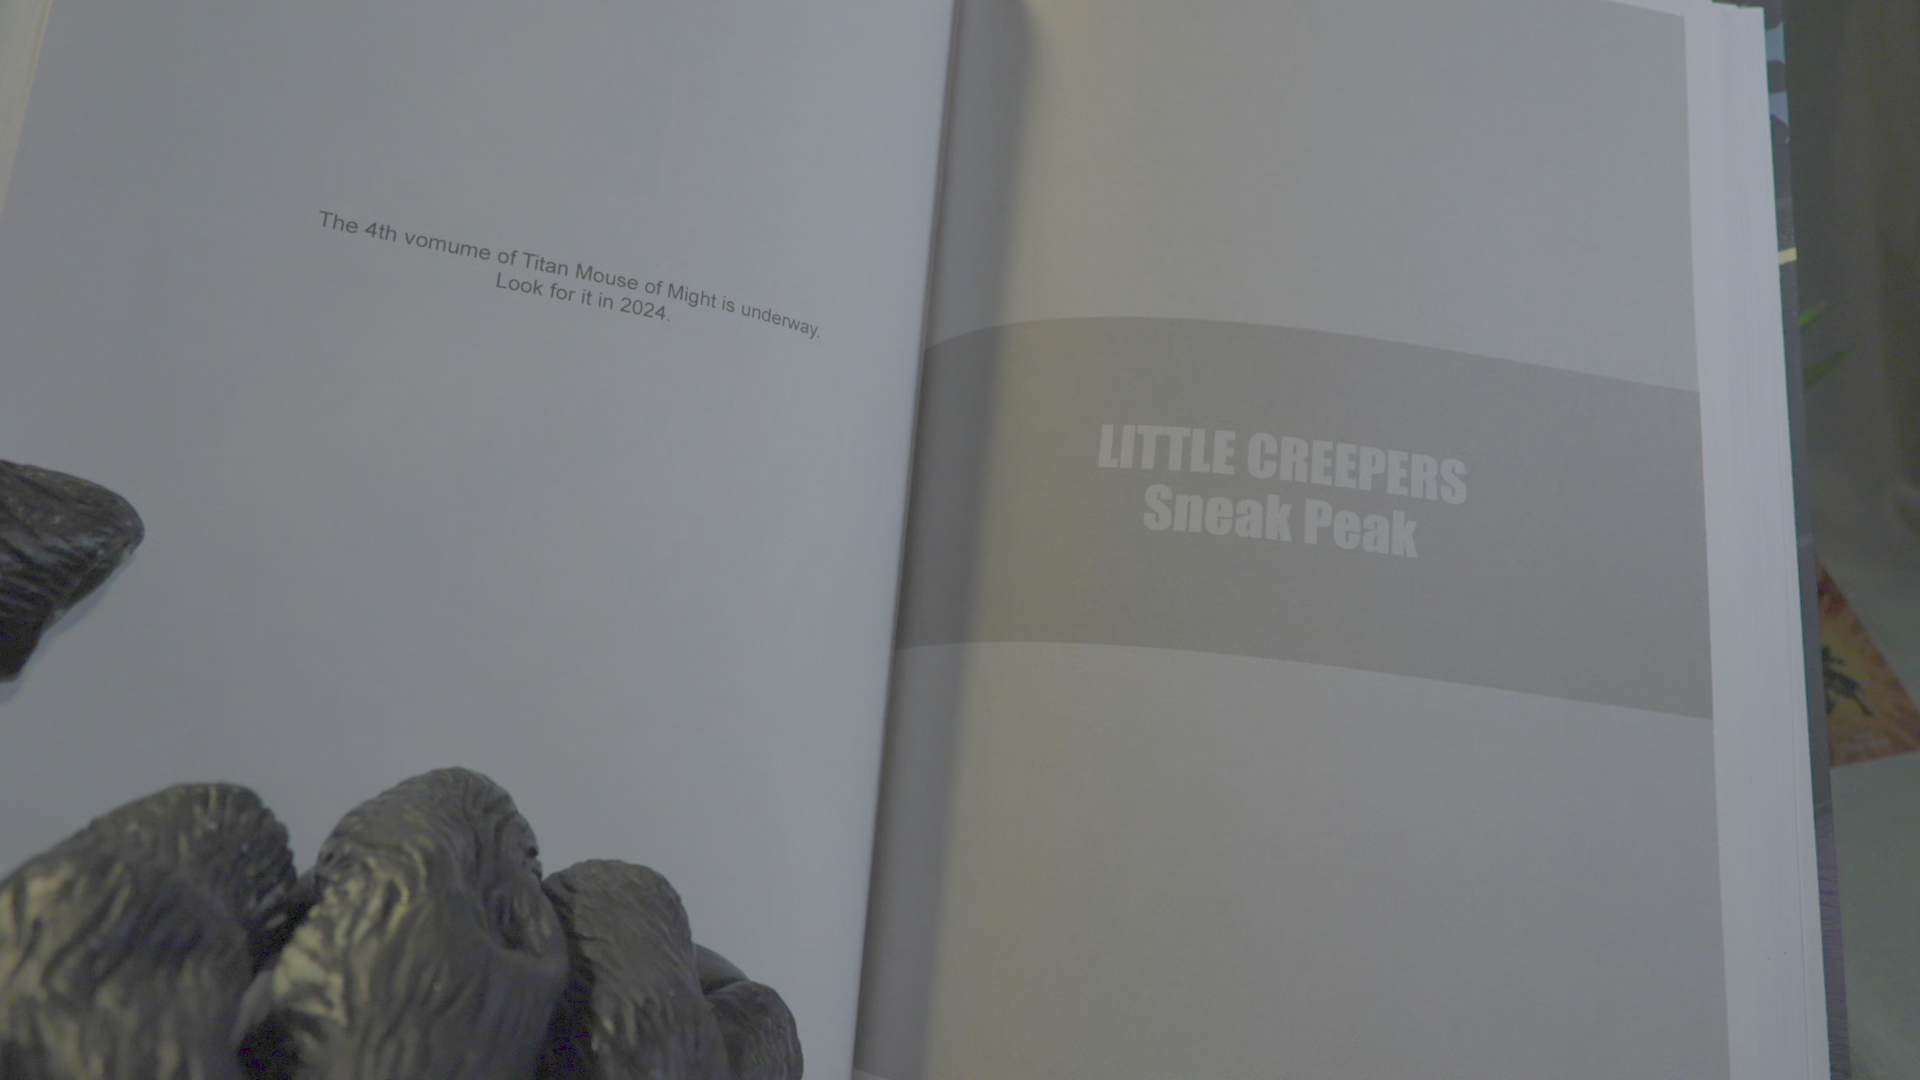 The 4th vomume of Titan Mouse of Might is underway.
Look for it in 2024.
LITTLE CREEPERS
Sneak Peak